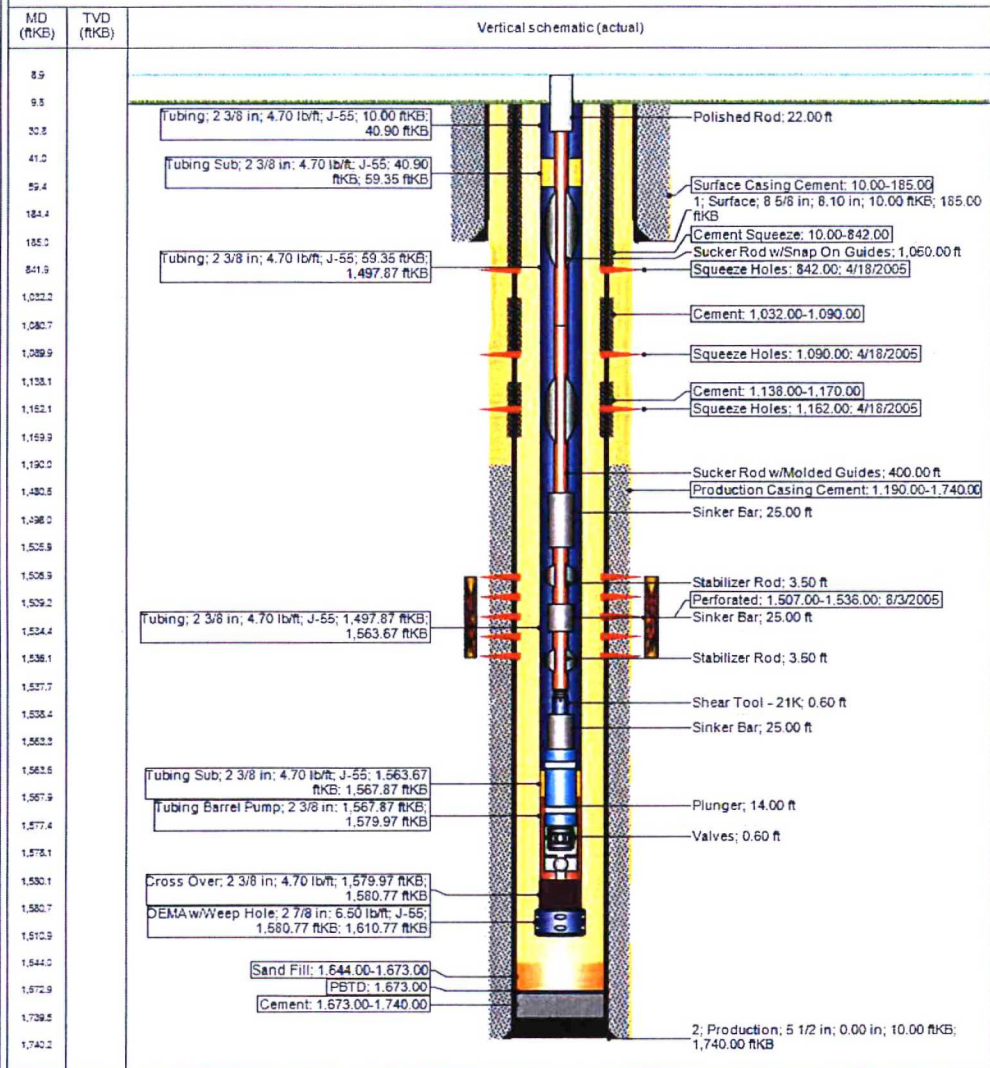 MD
(ftKB)
TVD
(ftKB)
Vertical schematic (actual)
8.9
9.8
30.8
41.0
59.4
184.4
185.0
841.9
1,032.2
1,080.7
1,089.9
1,138.1
1,162.1
1,169.9
1,190.0
1,480.6
1,498.0
1,505.9
1,506.9
1,509.2
1,534.4
1,536.1
1,537.7
1,538.4
1,563.3
1,563.6
1,567.9
1,577.4
1,578.1
1,580.1
1,580.7
1,610.9
1,644.0
1,672.9
1,739.5
1,740.2
Tubing; 2 3/8 in; 4.70 lb/ft; J-55; 10.00 ftKB;
40.90 ftKB
Tubing Sub; 2 3/8 in; 4.70 lb/ft; J-55; 40.90
ftKB; 59.35 ftKB
Tubing; 2 3/8 in; 4.70 lb/ft; J-55; 59.35 ftKB;
1,497.87 ftKB
Tubing; 2 3/8 in; 4.70 lb/ft; J-55; 1,497.87 ftKB;
1,563.67 ftKB
Tubing Sub; 2 3/8 in; 4.70 lb/ft; J-55; 1,563.67
ftKB; 1,567.87 ftKB
Tubing Barrel Pump; 2 3/8 in; 1,567.87 ftKB;
1,579.97 ftKB
Cross Over; 2 3/8 in; 4.70 lb/ft; 1,579.97 ftKB;
1,580.77 ftKB
OEMA w/Weep Hole; 2 7/8 in; 6.50 lb/ft; J-55;
1,580.77 ftKB; 1,610.77 ftKB
Sand Fill; 1,644.00-1,673.00
PBTD; 1,673.00
Cement; 1,673.00-1,740.00
Polished Rod; 22.00 ft
Surface Casing Cement; 10.00-185.00
1; Surface; 8 5/8 in; 8.10 in; 10.00 ftKB; 185.00
ftKB
Cement Squeeze; 10.00-842.00
Sucker Rod w/Snap On Guides; 1,050.00 ft
Squeeze Holes; 842.00; 4/18/2005
Cement; 1,032.00-1,090.00
Squeeze Holes; 1,090.00; 4/18/2005
Cement; 1,138.00-1,170.00
Squeeze Holes; 1,162.00; 4/18/2005
Sucker Rod w/Molded Guides; 400.00 ft
Production Casing Cement; 1,190.00-1,740.00
Sinker Bar; 25.00 ft
Stabilizer Rod; 3.50 ft
Perforated; 1,507.00-1,536.00; 8/3/2005
Sinker Bar; 25.00 ft
Stabilizer Rod; 3.50 ft
Shear Tool - 21K; 0.60 ft
Sinker Bar; 25.00 ft
Plunger; 14.00 ft
Valves; 0.60 ft
2; Production; 5 1/2 in; 0.00 in; 10.00 ftKB;
1,740.00 ftKB